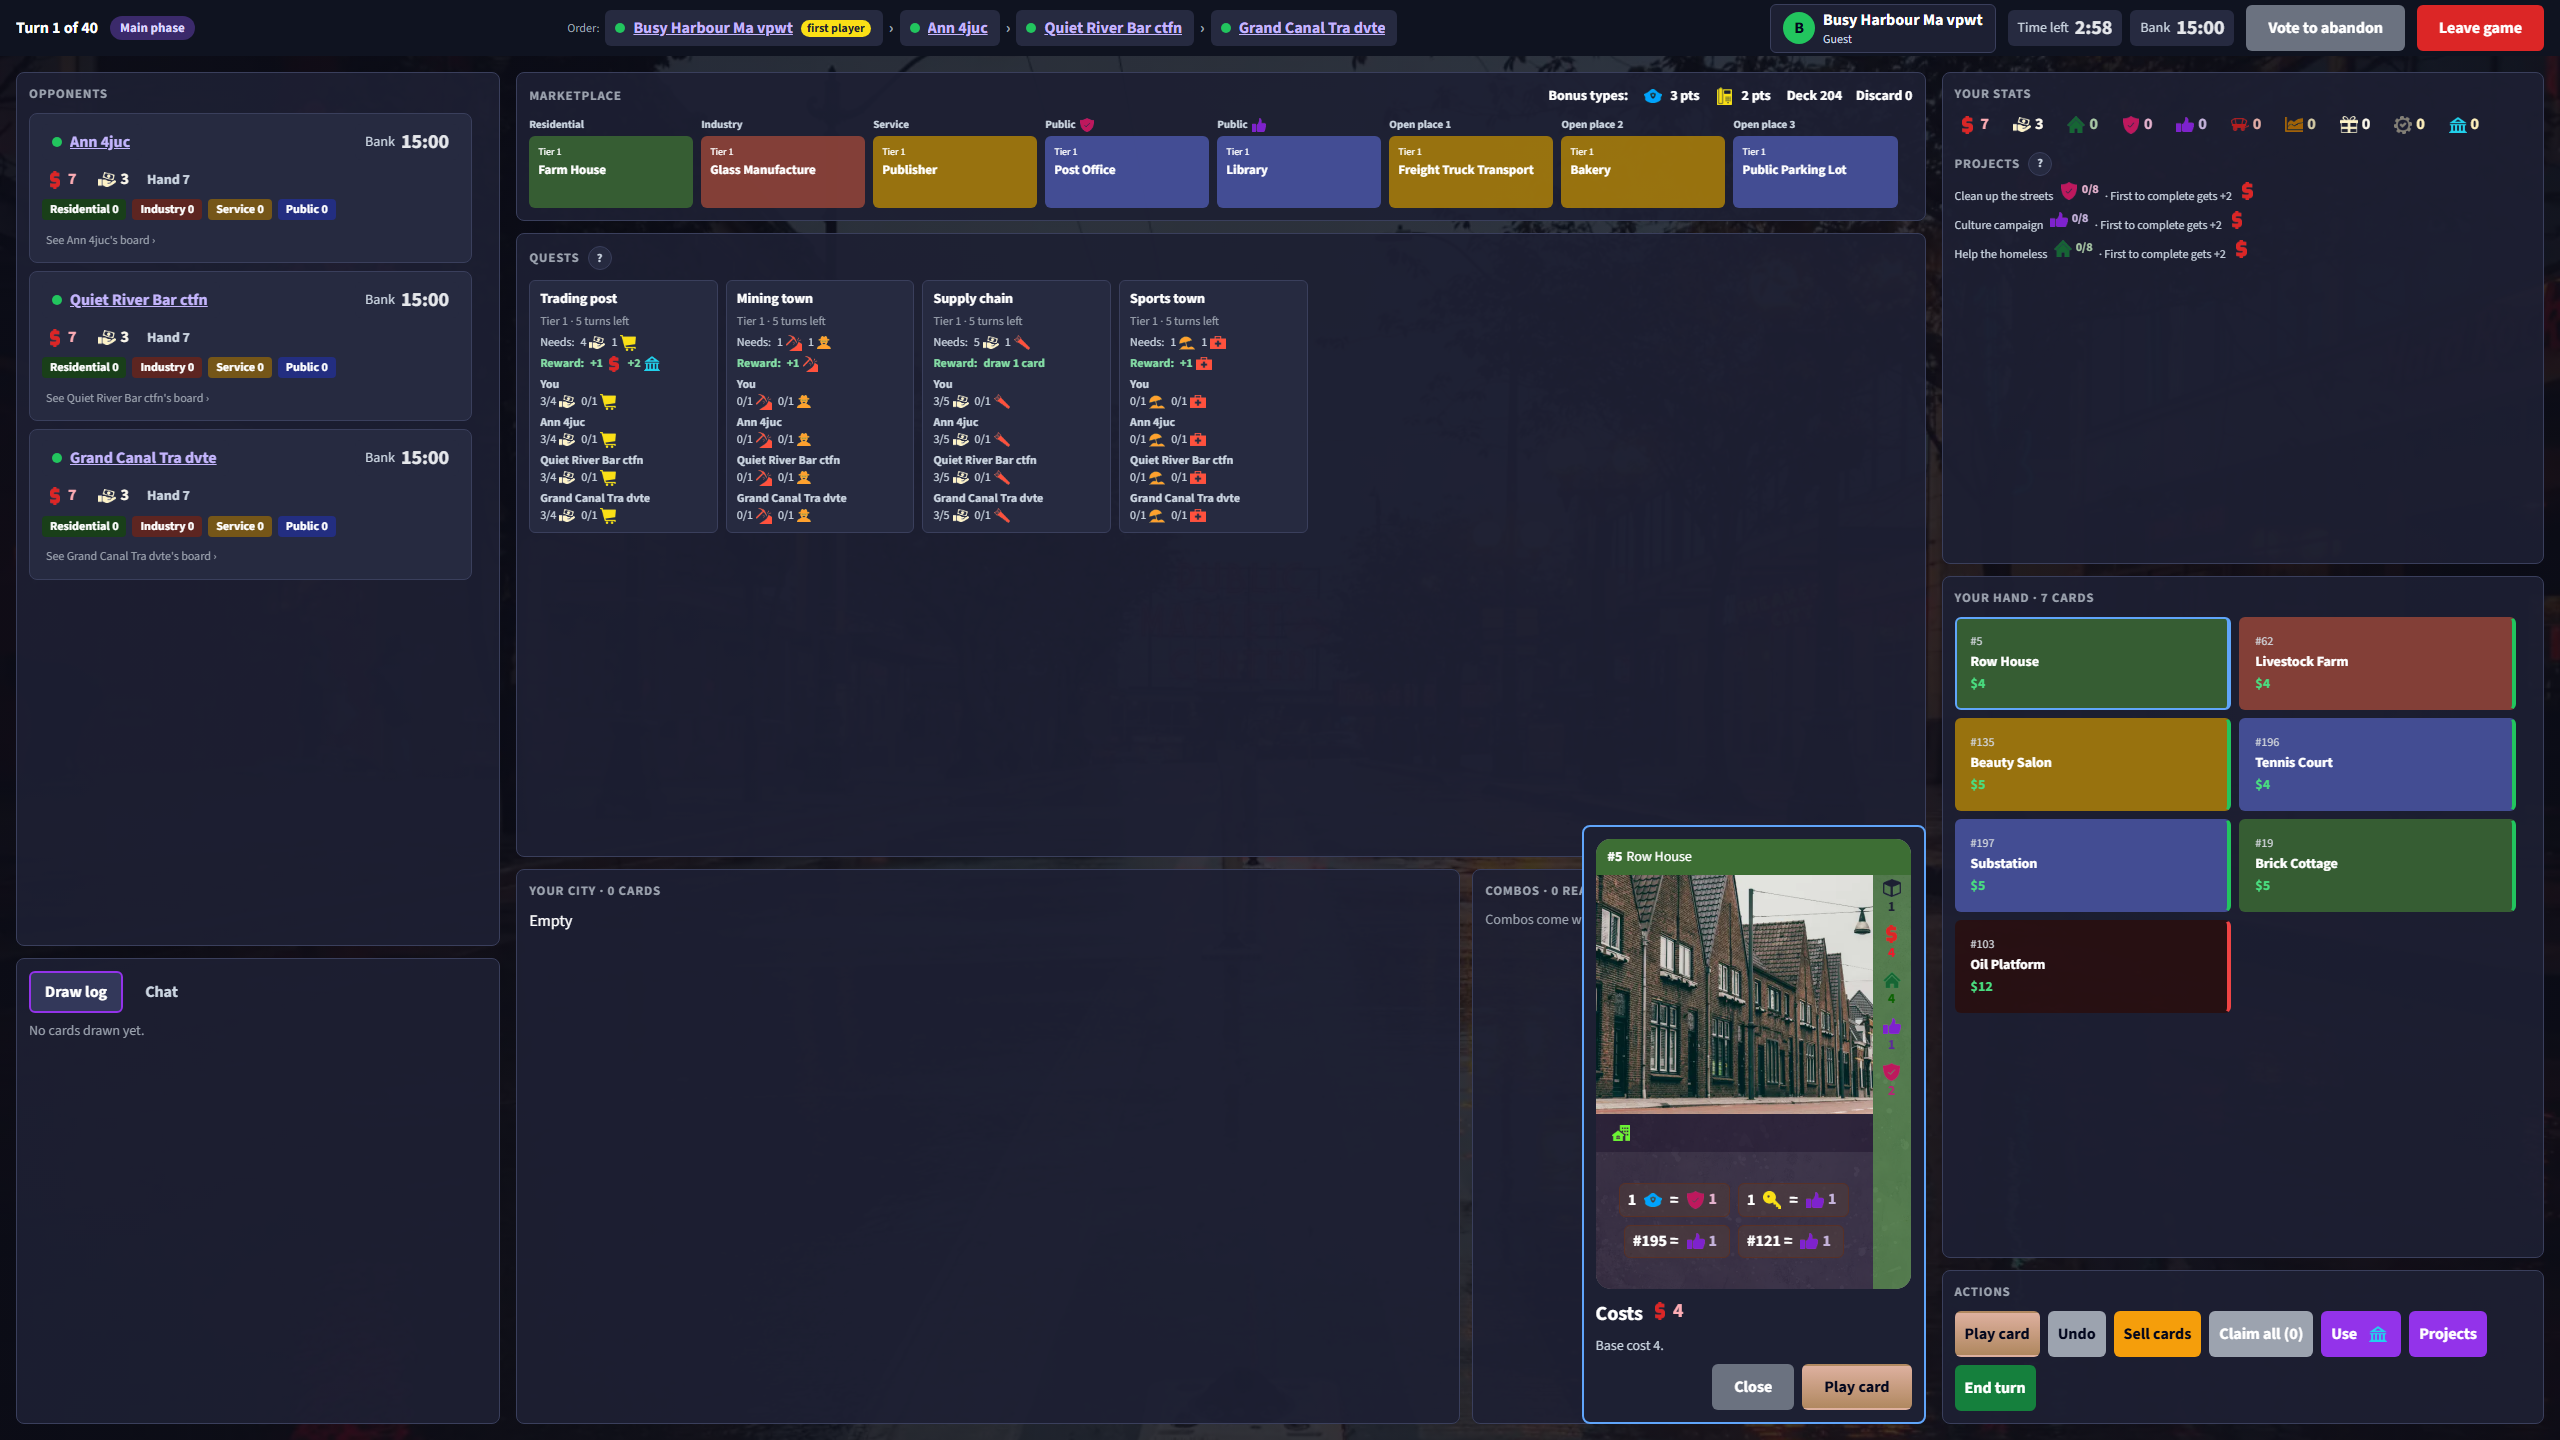 Turn 1 of 40 Main phase
Order: Busy Harbour Ma vpwt first player › Ann 4juc › Quiet River Bar ctfn › Grand Canal Tra dvte
B Busy Harbour Ma vpwt
Guest
Time left 2:58
Bank 15:00
Vote to abandon
Leave game
OPPONENTS
Ann 4juc Bank 15:00
7 3 Hand 7
Residential 0 Industry 0 Service 0 Public 0
See Ann 4juc's board ›
Quiet River Bar ctfn Bank 15:00
7 3 Hand 7
Residential 0 Industry 0 Service 0 Public 0
See Quiet River Bar ctfn's board ›
Grand Canal Tra dvte Bank 15:00
7 3 Hand 7
Residential 0 Industry 0 Service 0 Public 0
See Grand Canal Tra dvte's board ›
Draw log Chat
No cards drawn yet.
MARKETPLACE
Bonus types: 3 pts 2 pts Deck 204 Discard 0
Residential
Tier 1
Farm House
Industry
Tier 1
Glass Manufacture
Service
Tier 1
Publisher
Public
Tier 1
Post Office
Public
Tier 1
Library
Open place 1
Tier 1
Freight Truck Transport
Open place 2
Tier 1
Bakery
Open place 3
Tier 1
Public Parking Lot
QUESTS ?
Trading post
Tier 1 · 5 turns left
Needs: 4 1
Reward: +1 +2
You
3/4 0/1
Ann 4juc
3/4 0/1
Quiet River Bar ctfn
3/4 0/1
Grand Canal Tra dvte
3/4 0/1
Mining town
Tier 1 · 5 turns left
Needs: 1 1
Reward: +1
You
0/1 0/1
Ann 4juc
0/1 0/1
Quiet River Bar ctfn
0/1 0/1
Grand Canal Tra dvte
0/1 0/1
Supply chain
Tier 1 · 5 turns left
Needs: 5 1
Reward: draw 1 card
You
3/5 0/1
Ann 4juc
3/5 0/1
Quiet River Bar ctfn
3/5 0/1
Grand Canal Tra dvte
3/5 0/1
Sports town
Tier 1 · 5 turns left
Needs: 1 1
Reward: +1
You
0/1 0/1
Ann 4juc
0/1 0/1
Quiet River Bar ctfn
0/1 0/1
Grand Canal Tra dvte
0/1 0/1
YOUR CITY · 0 CARDS
Empty
COMBOS · 0 REA
Combos come w
#5 Row House
1
$
4
4
1
2
1 = 1 1 = 1
#195 = 1 #121 = 1
Costs $ 4
Base cost 4.
Close Play card
YOUR STATS
$ 7 3 0 0 0 0 0 0 0 0
PROJECTS ?
Clean up the streets 0/8 · First to complete gets +2 $
Culture campaign 0/8 · First to complete gets +2 $
Help the homeless 0/8 · First to complete gets +2 $
YOUR HAND · 7 CARDS
#5
Row House
$4
#62
Livestock Farm
$4
#135
Beauty Salon
$5
#196
Tennis Court
$4
#197
Substation
$5
#19
Brick Cottage
$5
#103
Oil Platform
$12
ACTIONS
Play card Undo Sell cards Claim all (0) Use Projects
End turn